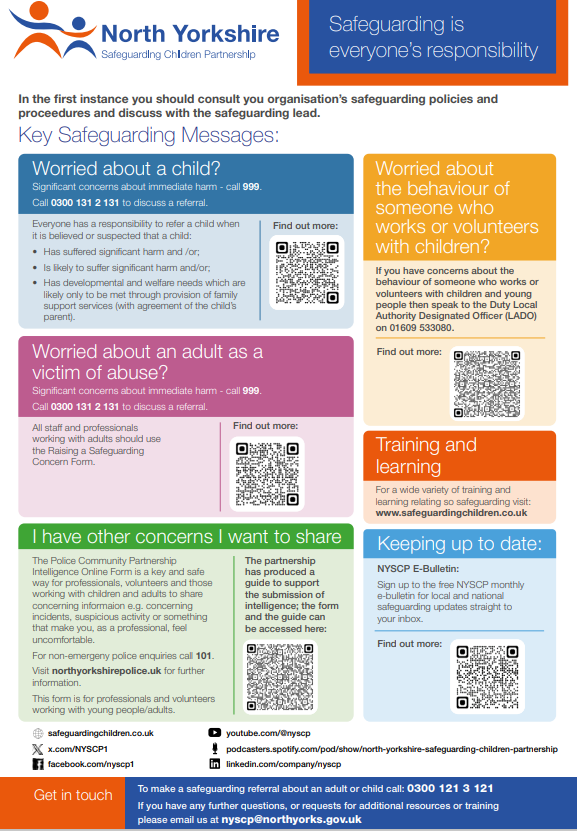 North Yorkshire
Safeguarding Children Partnership
Safeguarding is
everyone's responsibility
In the first instance you should consult you organisation's safeguarding policies and
proceedures and discuss with the safeguarding lead.
Key Safeguarding Messages:
Worried about a child?
Significant concerns about immediate harm - call 999.
Call 0300 131 2 131 to discuss a referral.
Everyone has a responsibility to refer a child when
it is believed or suspected that a child:
• Has suffered significant harm and /or;
• Is likely to suffer significant harm and/or;
• Has developmental and welfare needs which are
likely only to be met through provision of family
support services (with agreement of the child's
parent).
Find out more:
Worried about
the behaviour of
someone who
works or volunteers
with children?
If you have concerns about the
behaviour of someone who works or
volunteers with children and young
people then speak to the Duty Local
Authority Designated Officer (LADO)
on 01609 533080.
Find out more:
Worried about an adult as a
victim of abuse?
Significant concerns about immediate harm - call 999.
Call 0300 131 2 131 to discuss a referral.
All staff and professionals
working with adults should use
the Raising a Safeguarding
Concern Form.
Find out more:
Training and
learning
For a wide variety of training and
learning relating so safeguarding visit:
www.safeguardingchildren.co.uk
I have other concerns I want to share
The Police Community Partnership
Intelligence Online Form is a key and safe
way for professionals, volunteers and those
working with children and adults to share
concerning informaion e.g. concerning
incidents, suspicious activity or something
that make you, as a professional, feel
uncomfortable.
For non-emergency police enquiries call 101.
Visit northyorkshirepolice.uk for further
information.
This form is for professionals and volunteers
working with young people/adults.
The partnership
has produced a
guide to support
the submission of
intelligence; the form
and the guide can
be accessed here:
Keeping up to date:
NYSCP E-Bulletin:
Sign up to the free NYSCP monthly
e-bulletin for local and national
safeguarding updates straight to
your inbox.
Find out more:
safeguardingchildren.co.uk
x.com/NYSCP1
facebook.com/nyscp1
youtube.com/@nyscp
podcasters.spotify.com/pod/show/north-yorkshire-safeguarding-children-partnership
linkedin.com/company/nyscp
Get in touch
To make a safeguarding referral about an adult or child call: 0300 121 3 121
If you have any further questions, or requests for additional resources or training
please email us at nyscp@northyorks.gov.uk